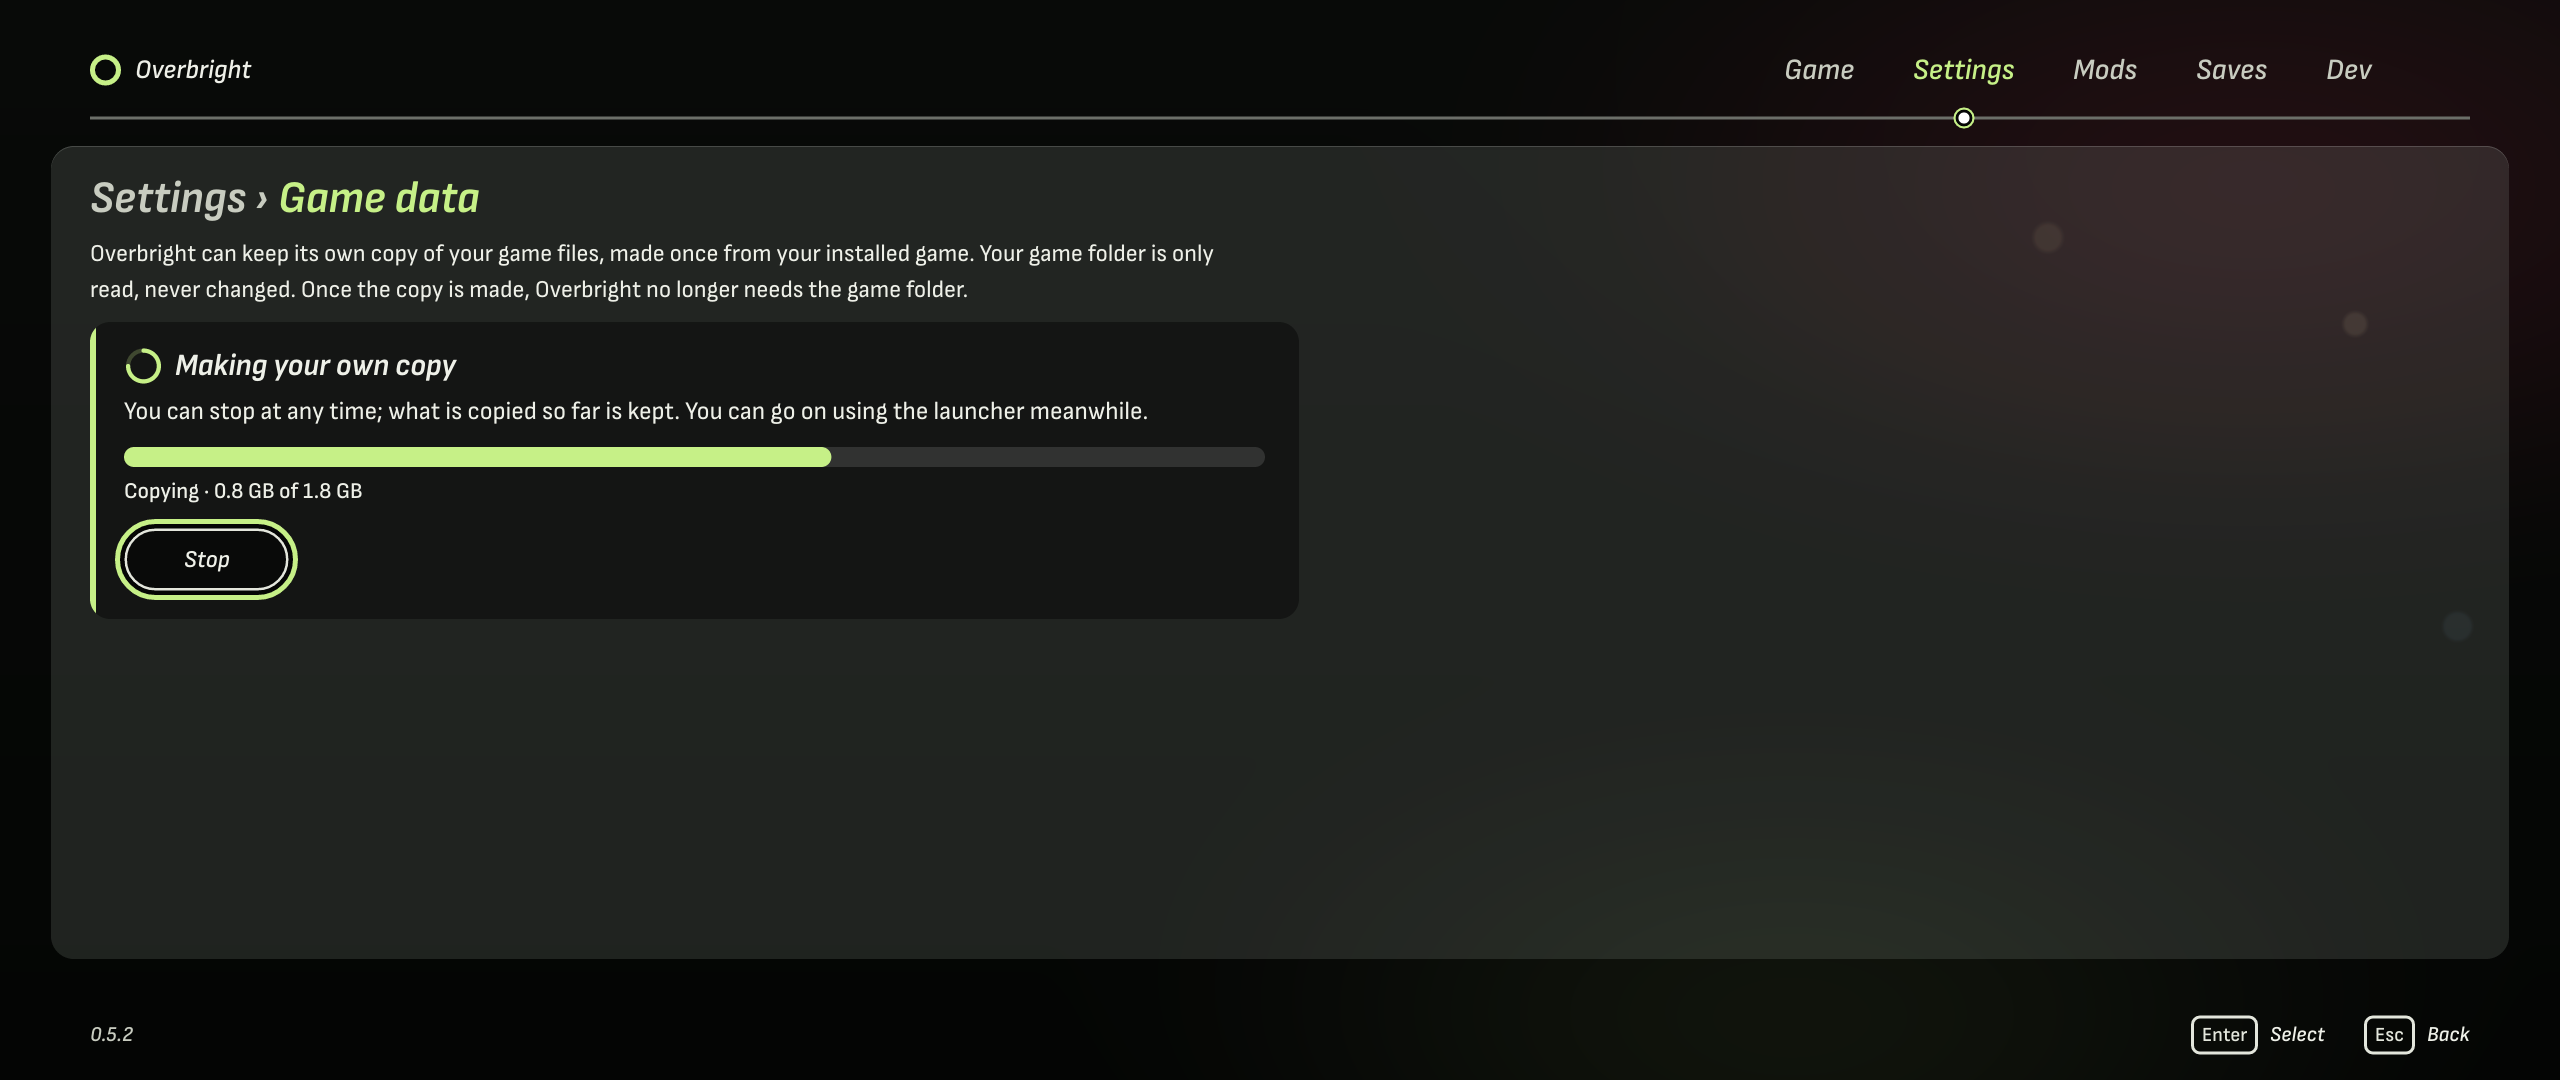 Overbright
Game
Settings
Mods
Saves
Dev
Settings › Game data
Overbright can keep its own copy of your game files, made once from your installed game. Your game folder is only
read, never changed. Once the copy is made, Overbright no longer needs the game folder.
Making your own copy
You can stop at any time; what is copied so far is kept. You can go on using the launcher meanwhile.
Copying · 0.8 GB of 1.8 GB
Stop
0.5.2
Enter Select
Esc Back